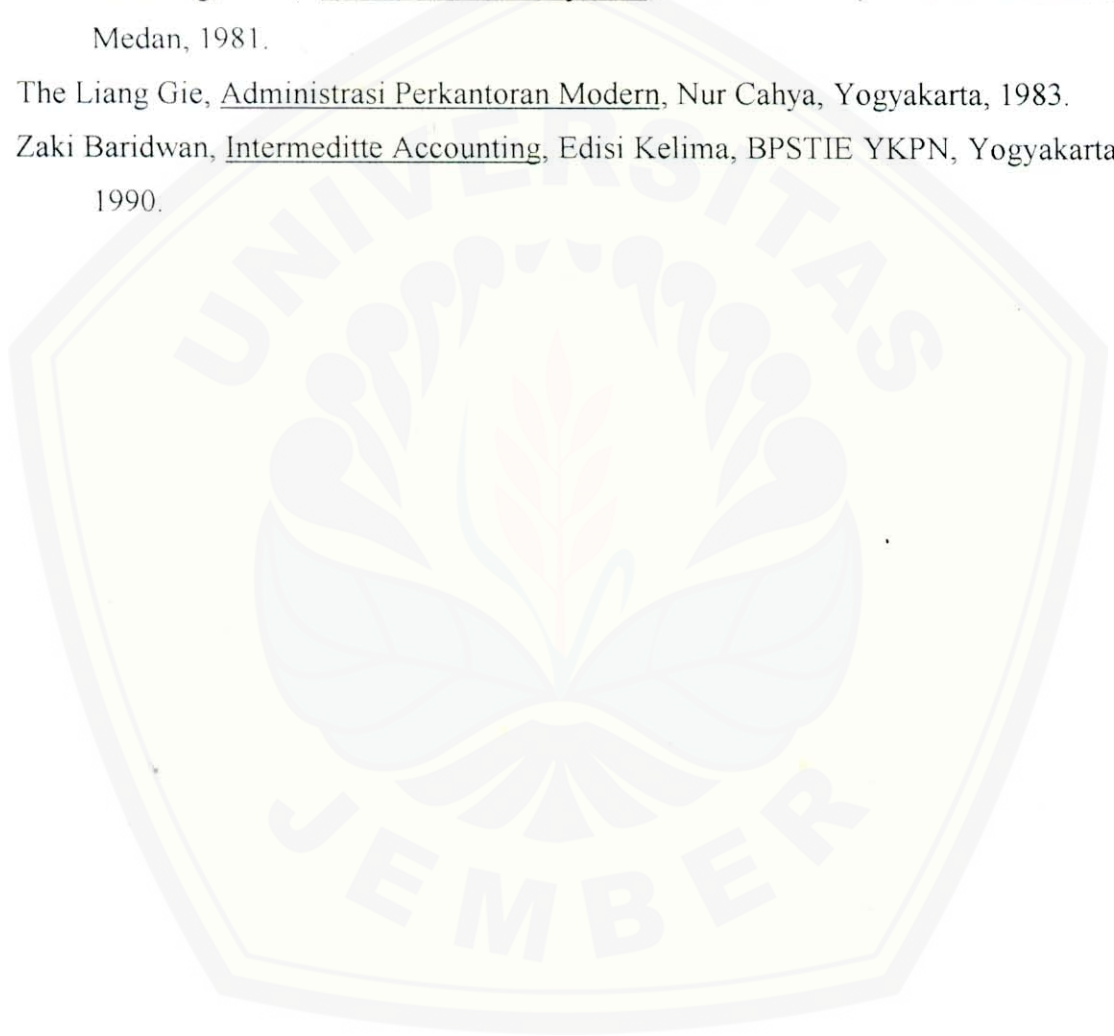 Medan, 1981.
The Liang Gie, Administrasi Perkantoran Modern, Nur Cahya, Yogyakarta, 1983.
Zaki Baridwan, Intermeditte Accounting, Edisi Kelima, BPSTIE YKPN, Yogyakarta
1990.
UNIVERSITAS
JEMBER